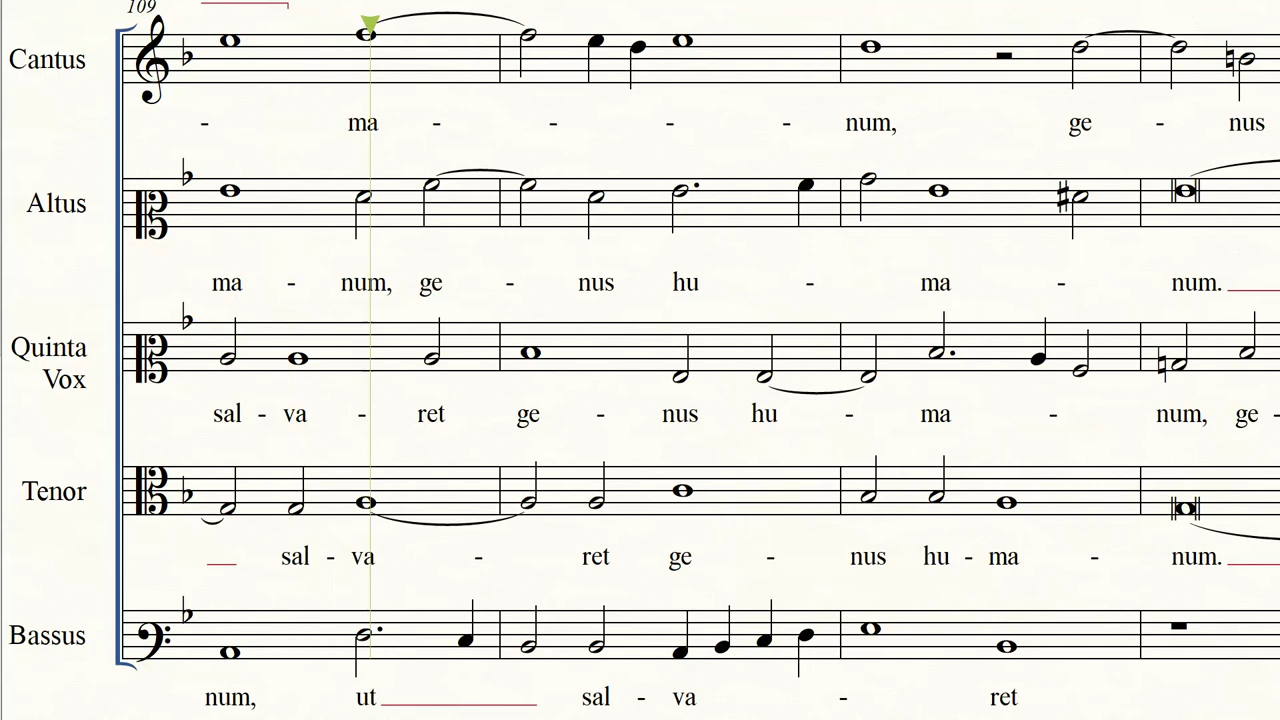 109
Cantus
- ma - - - - num, ge - nus
Altus
ma - num, ge - nus hu - ma - num.
Quinta
Vox
sal - va - ret ge - nus hu - ma - num, ge -
Tenor
sal - va - ret ge - nus hu - ma - num.
Bassus
num, ut sal - va - ret